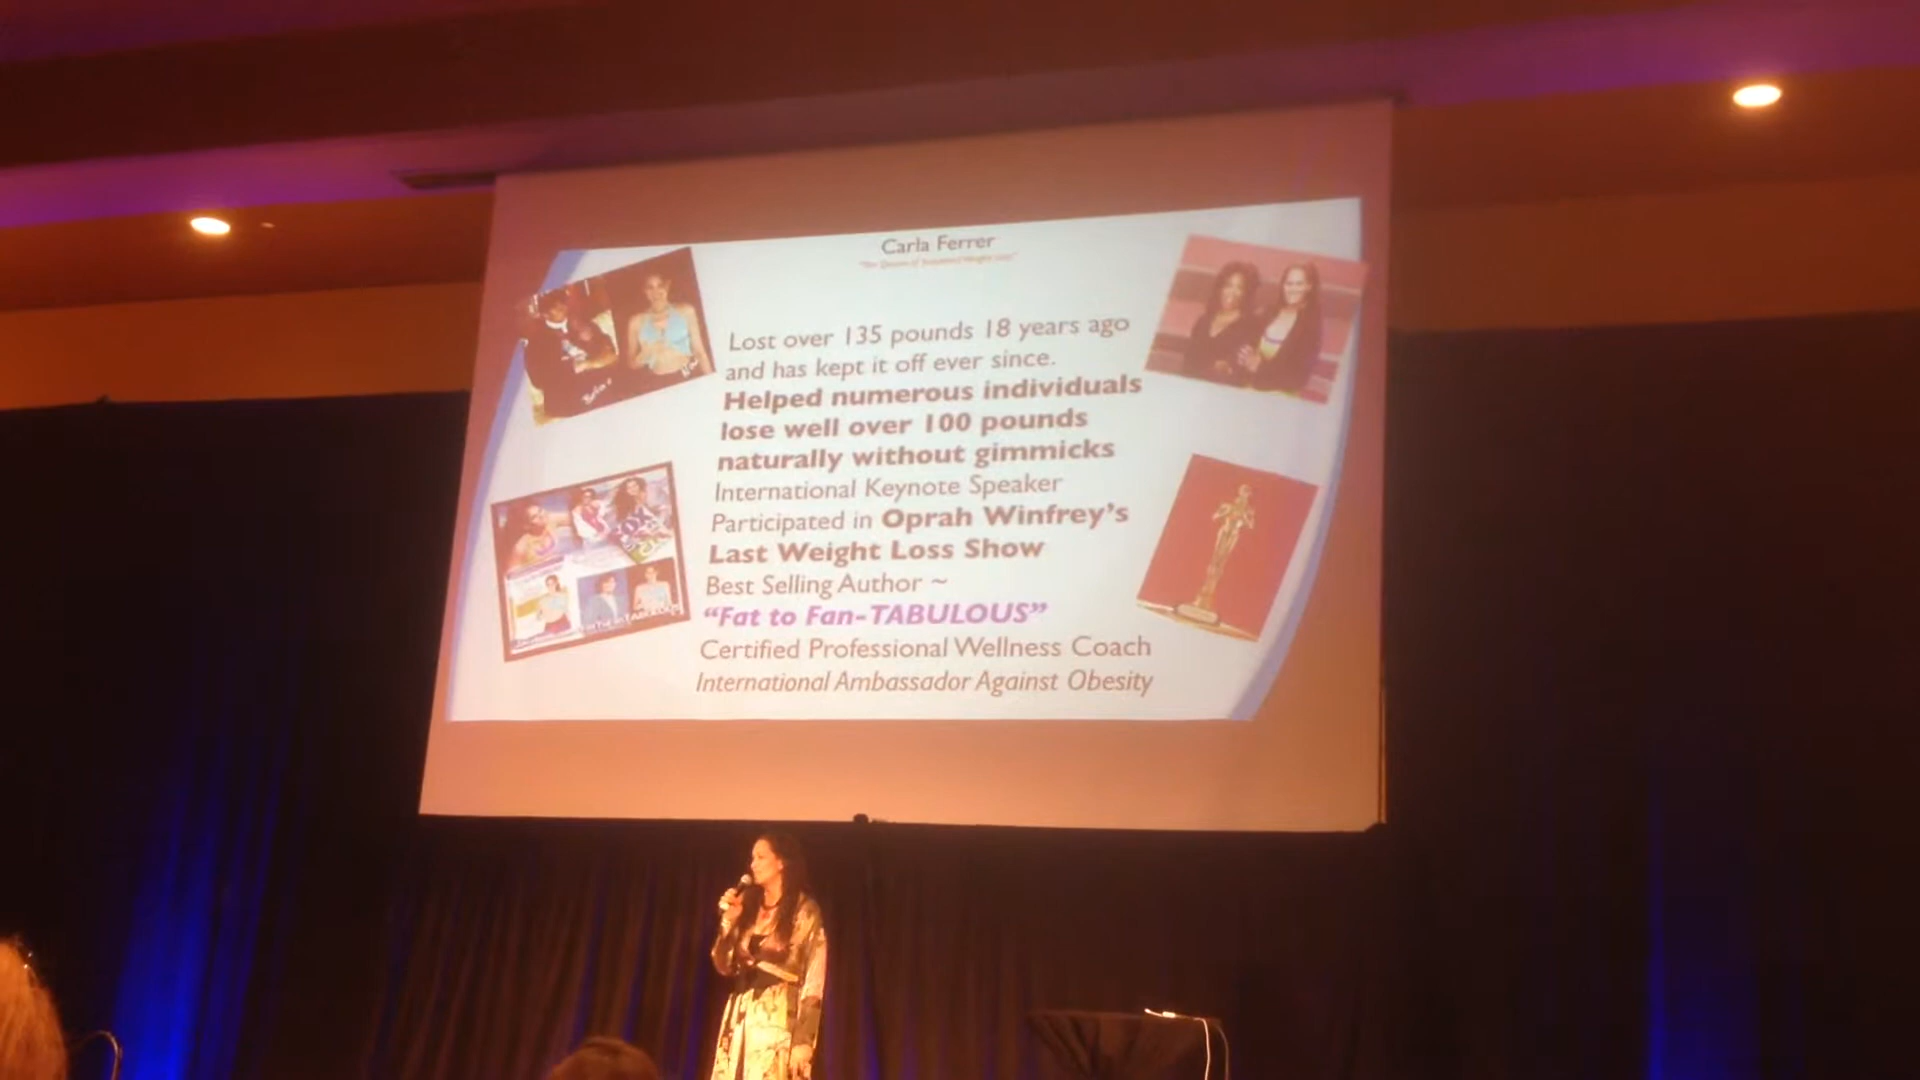 Carla Ferrer
Lost over 135 pounds 18 years ago
and has kept it off ever since.
Helped numerous individuals
lose well over 100 pounds
naturally without gimmicks
International Keynote Speaker
Participated in Oprah Winfrey's
Last Weight Loss Show
Best Selling Author ~
“Fat to Fan-TABULOUS”
Certified Professional Wellness Coach
International Ambassador Against Obesity